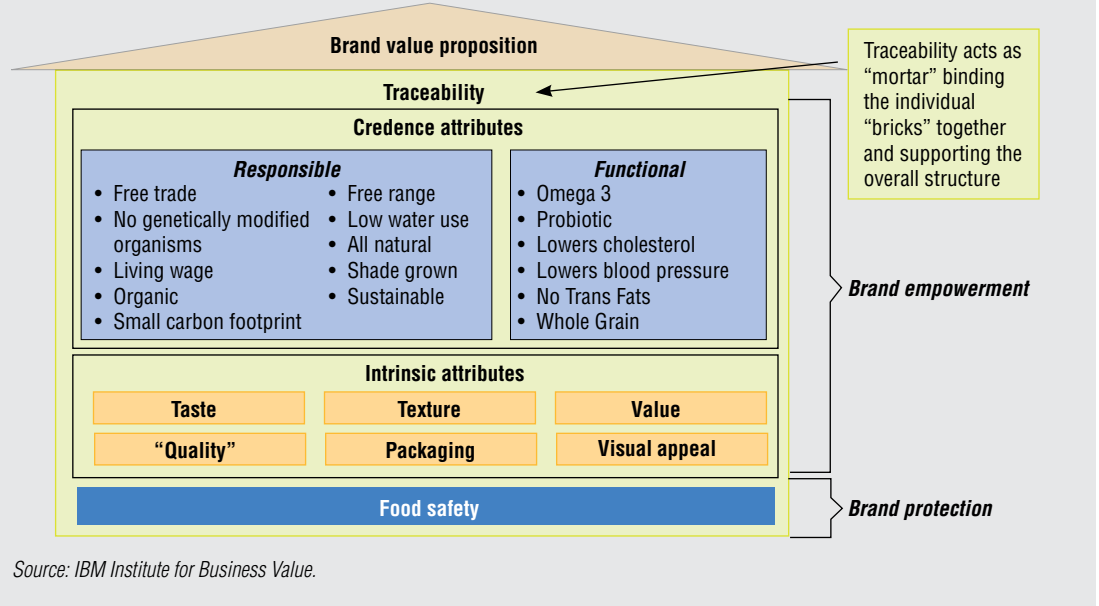 Brand value proposition
Traceability acts as
“mortar” binding
the individual
“bricks” together
and supporting the
overall structure
Traceability
Credence attributes
Responsible
• Free trade
• No genetically modified
organisms
• Living wage
• Organic
• Small carbon footprint
• Free range
• Low water use
• All natural
• Shade grown
• Sustainable
Functional
• Omega 3
• Probiotic
• Lowers cholesterol
• Lowers blood pressure
• No Trans Fats
• Whole Grain
Brand empowerment
Intrinsic attributes
Taste
Texture
Value
“Quality”
Packaging
Visual appeal
Food safety
Brand protection
Source: IBM Institute for Business Value.